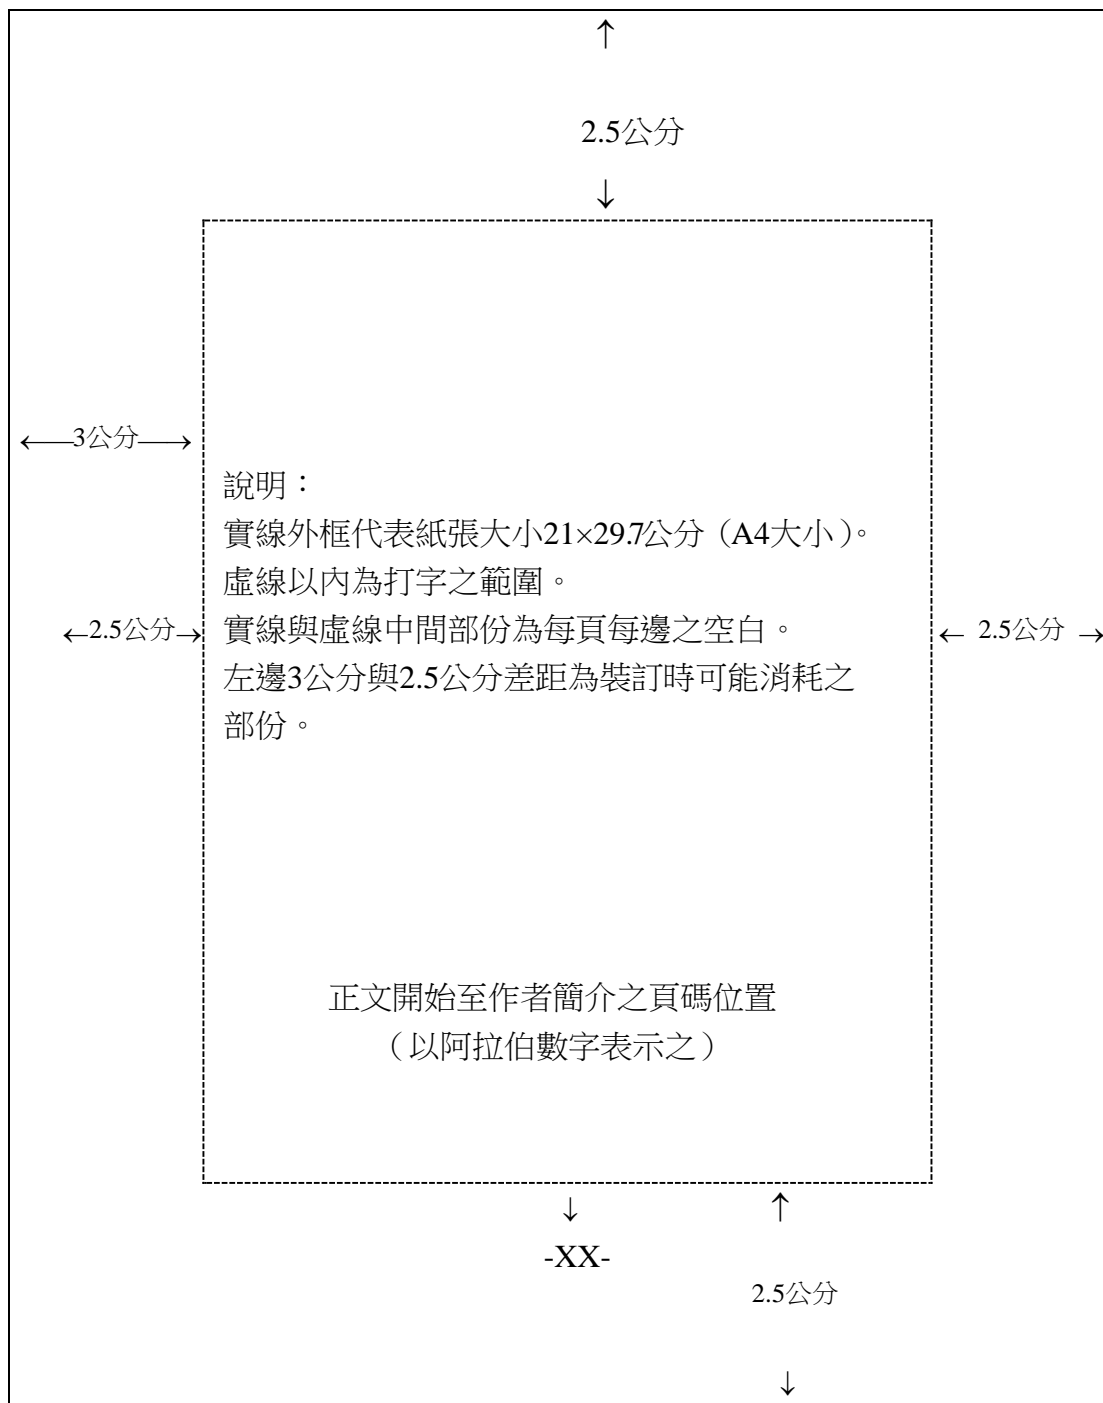 ↑
2.5公分
↓
←—3公分—→
說明：
實線外框代表紙張大小21×29.7公分（A4大小）。
虛線以內為打字之範圍。
←2.5公分→
實線與虛線中間部份為每頁每邊之空白。
← 2.5公分 →
左邊3公分與2.5公分差距為裝訂時可能消耗之
部份。
正文開始至作者簡介之頁碼位置
（以阿拉伯數字表示之）
↓ ↑
-XX-
2.5公分
↓